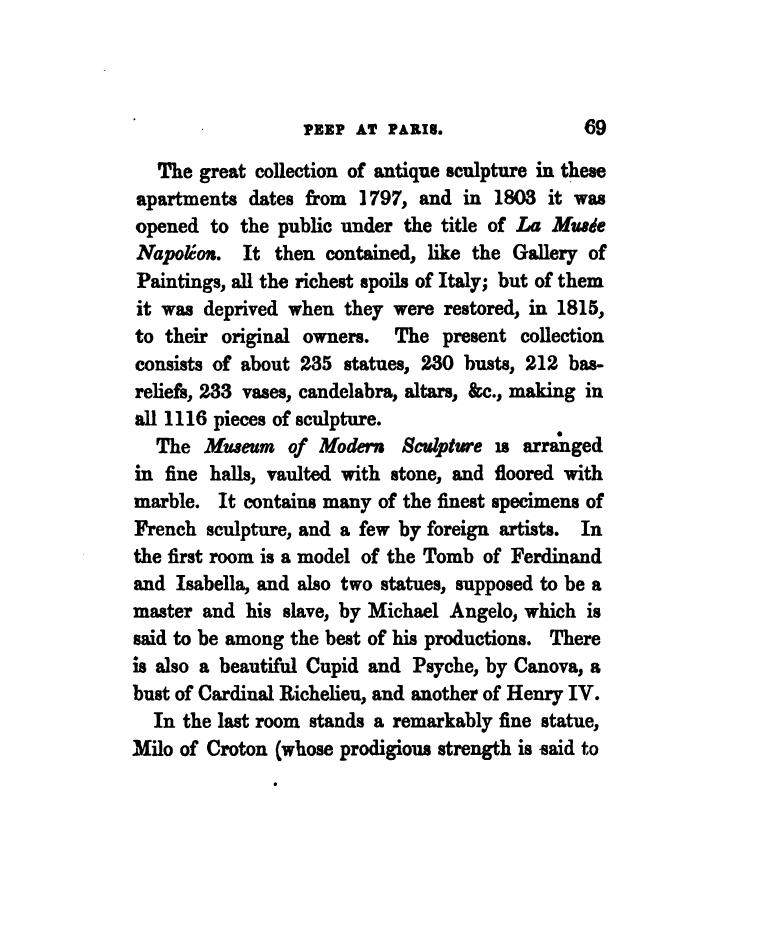 PEEP AT PARIS. 69
The great collection of antique sculpture in these
apartments dates from 1797, and in 1803 it was
opened to the public under the title of La Musée
Napoléon. It then contained, like the Gallery of
Paintings, all the richest spoils of Italy; but of them
it was deprived when they were restored, in 1815,
to their original owners. The present collection
consists of about 235 statues, 230 busts, 212 bas-
reliefs, 233 vases, candelabra, altars, &c., making in
all 1116 pieces of sculpture.
The Museum of Modern Sculpture is arranged
in fine halls, vaulted with stone, and floored with
marble. It contains many of the finest specimens of
French sculpture, and a few by foreign artists. In
the first room is a model of the Tomb of Ferdinand
and Isabella, and also two statues, supposed to be a
master and his slave, by Michael Angelo, which is
said to be among the best of his productions. There
is also a beautiful Cupid and Psyche, by Canova, a
bust of Cardinal Richelieu, and another of Henry IV.
In the last room stands a remarkably fine statue,
Milo of Croton (whose prodigious strength is said to